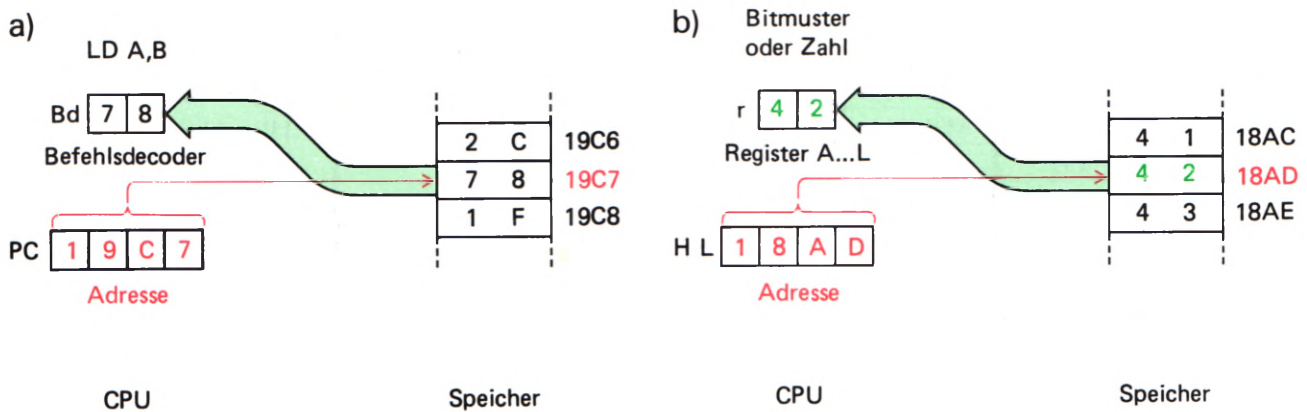 a)
LD A,B
Bd 7 8
Befehlsdecoder
2 C 19C6
7 8 19C7
1 F 19C8
PC 1 9 C 7
Adresse
CPU Speicher
b)
Bitmuster
oder Zahl
r 4 2
Register A...L
4 1 18AC
4 2 18AD
4 3 18AE
H L 1 8 A D
Adresse
CPU Speicher